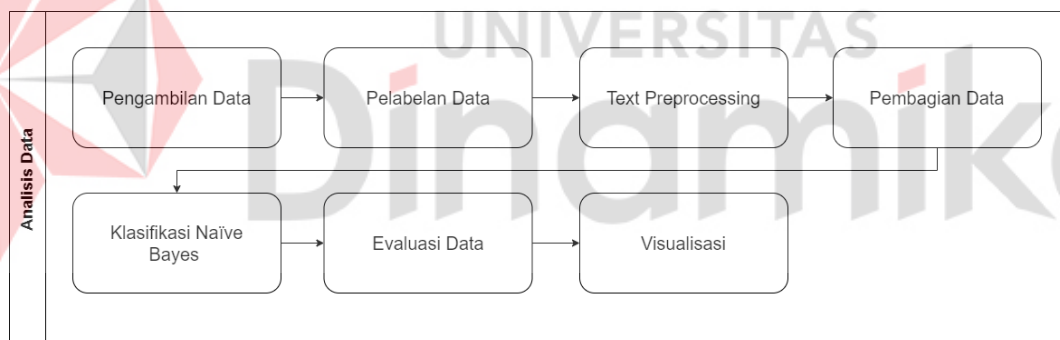 UNIVERSITAS
Dinamika
Analisis Data
Pengambilan Data
Pelabelan Data
Text Preprocessing
Pembagian Data
Klasifikasi Naïve
Bayes
Evaluasi Data
Visualisasi